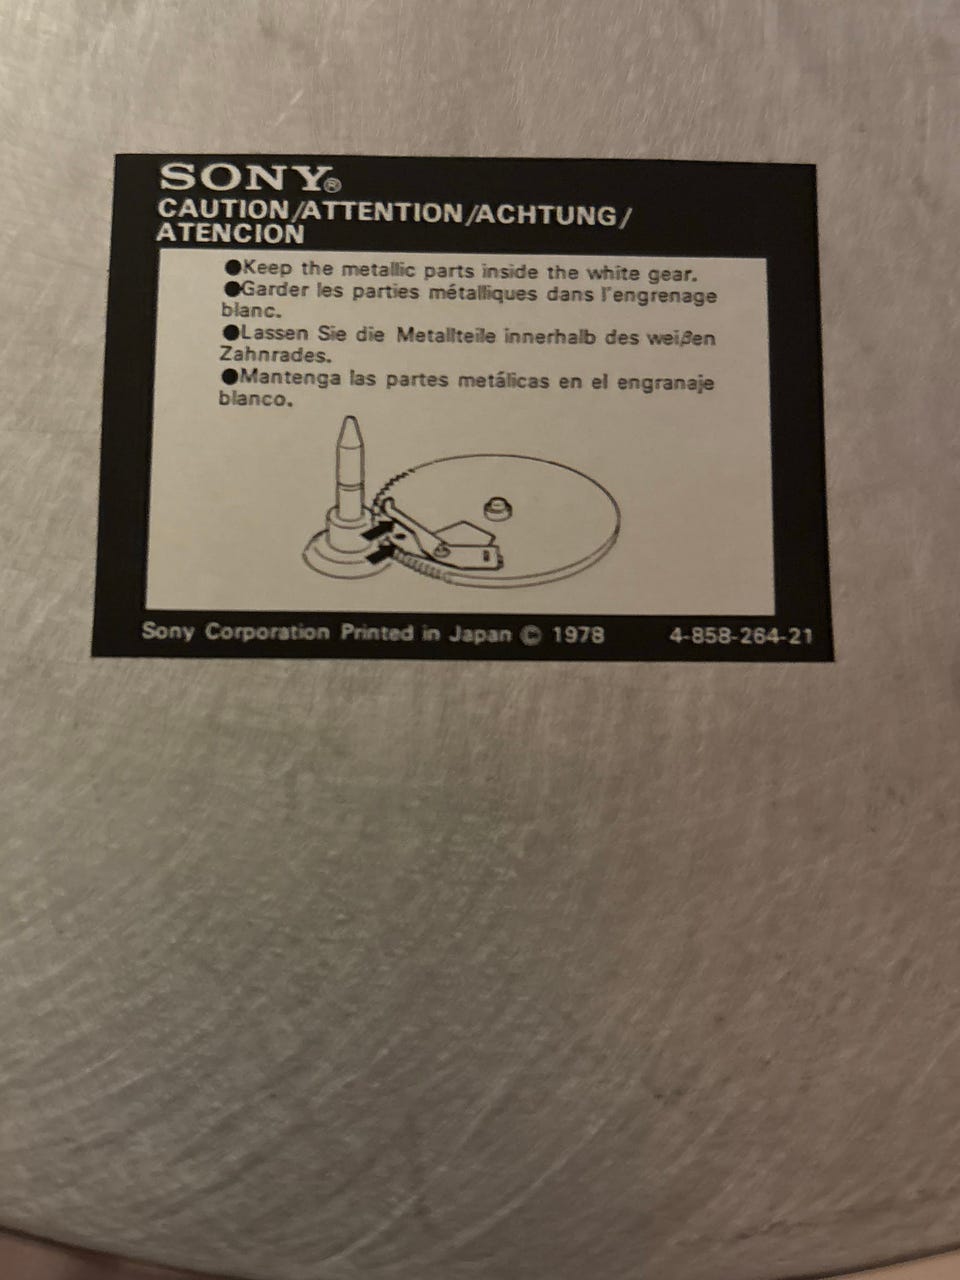 SONY®
CAUTION/ATTENTION/ACHTUNG/
ATENCION
●Keep the metallic parts inside the white gear.
●Garder les parties métalliques dans l'engrenage
blanc.
●Lassen Sie die Metallteile innerhalb des weißen
Zahnrades.
●Mantenga las partes metálicas en el engranaje
blanco.
Sony Corporation Printed in Japan © 1978 4-858-264-21